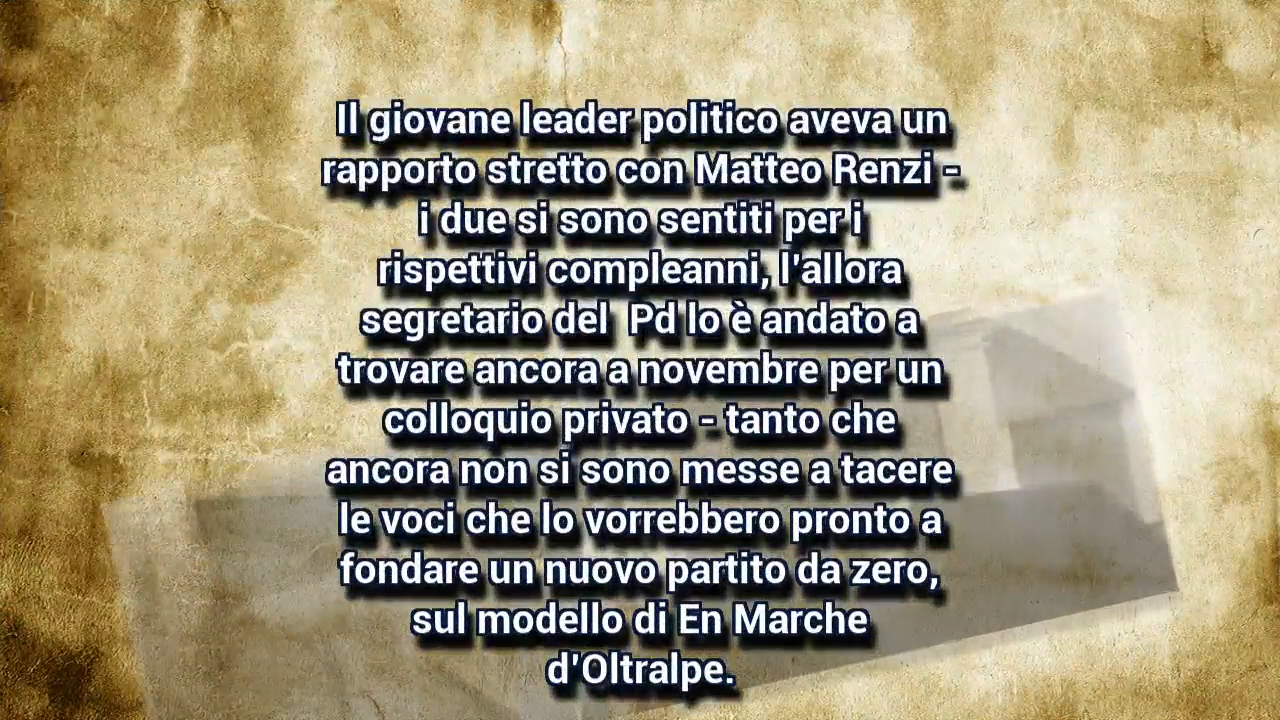 Il giovane leader politico aveva un
rapporto stretto con Matteo Renzi -
i due si sono sentiti per i
rispettivi compleanni, l'allora
segretario del  Pd lo è andato a
trovare ancora a novembre per un
colloquio privato - tanto che
ancora non si sono messe a tacere
le voci che lo vorrebbero pronto a
fondare un nuovo partito da zero,
sul modello di En Marche
d'Oltralpe.